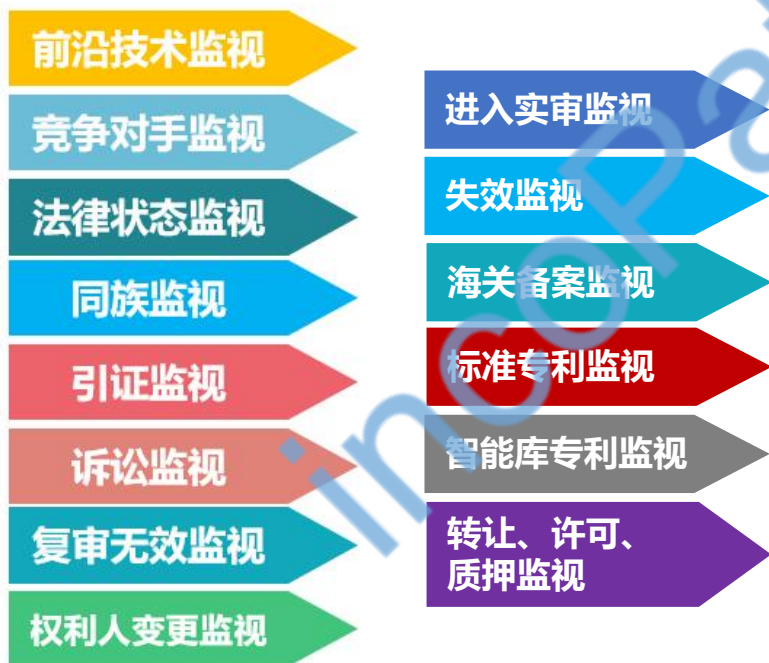 前沿技术监视
竞争对手监视
法律状态监视
同族监视
引证监视
诉讼监视
复审无效监视
权利人变更监视
进入实审监视
失效监视
海关备案监视
标准专利监视
智能库专利监视
转让、许可、
质押监视
incoPa